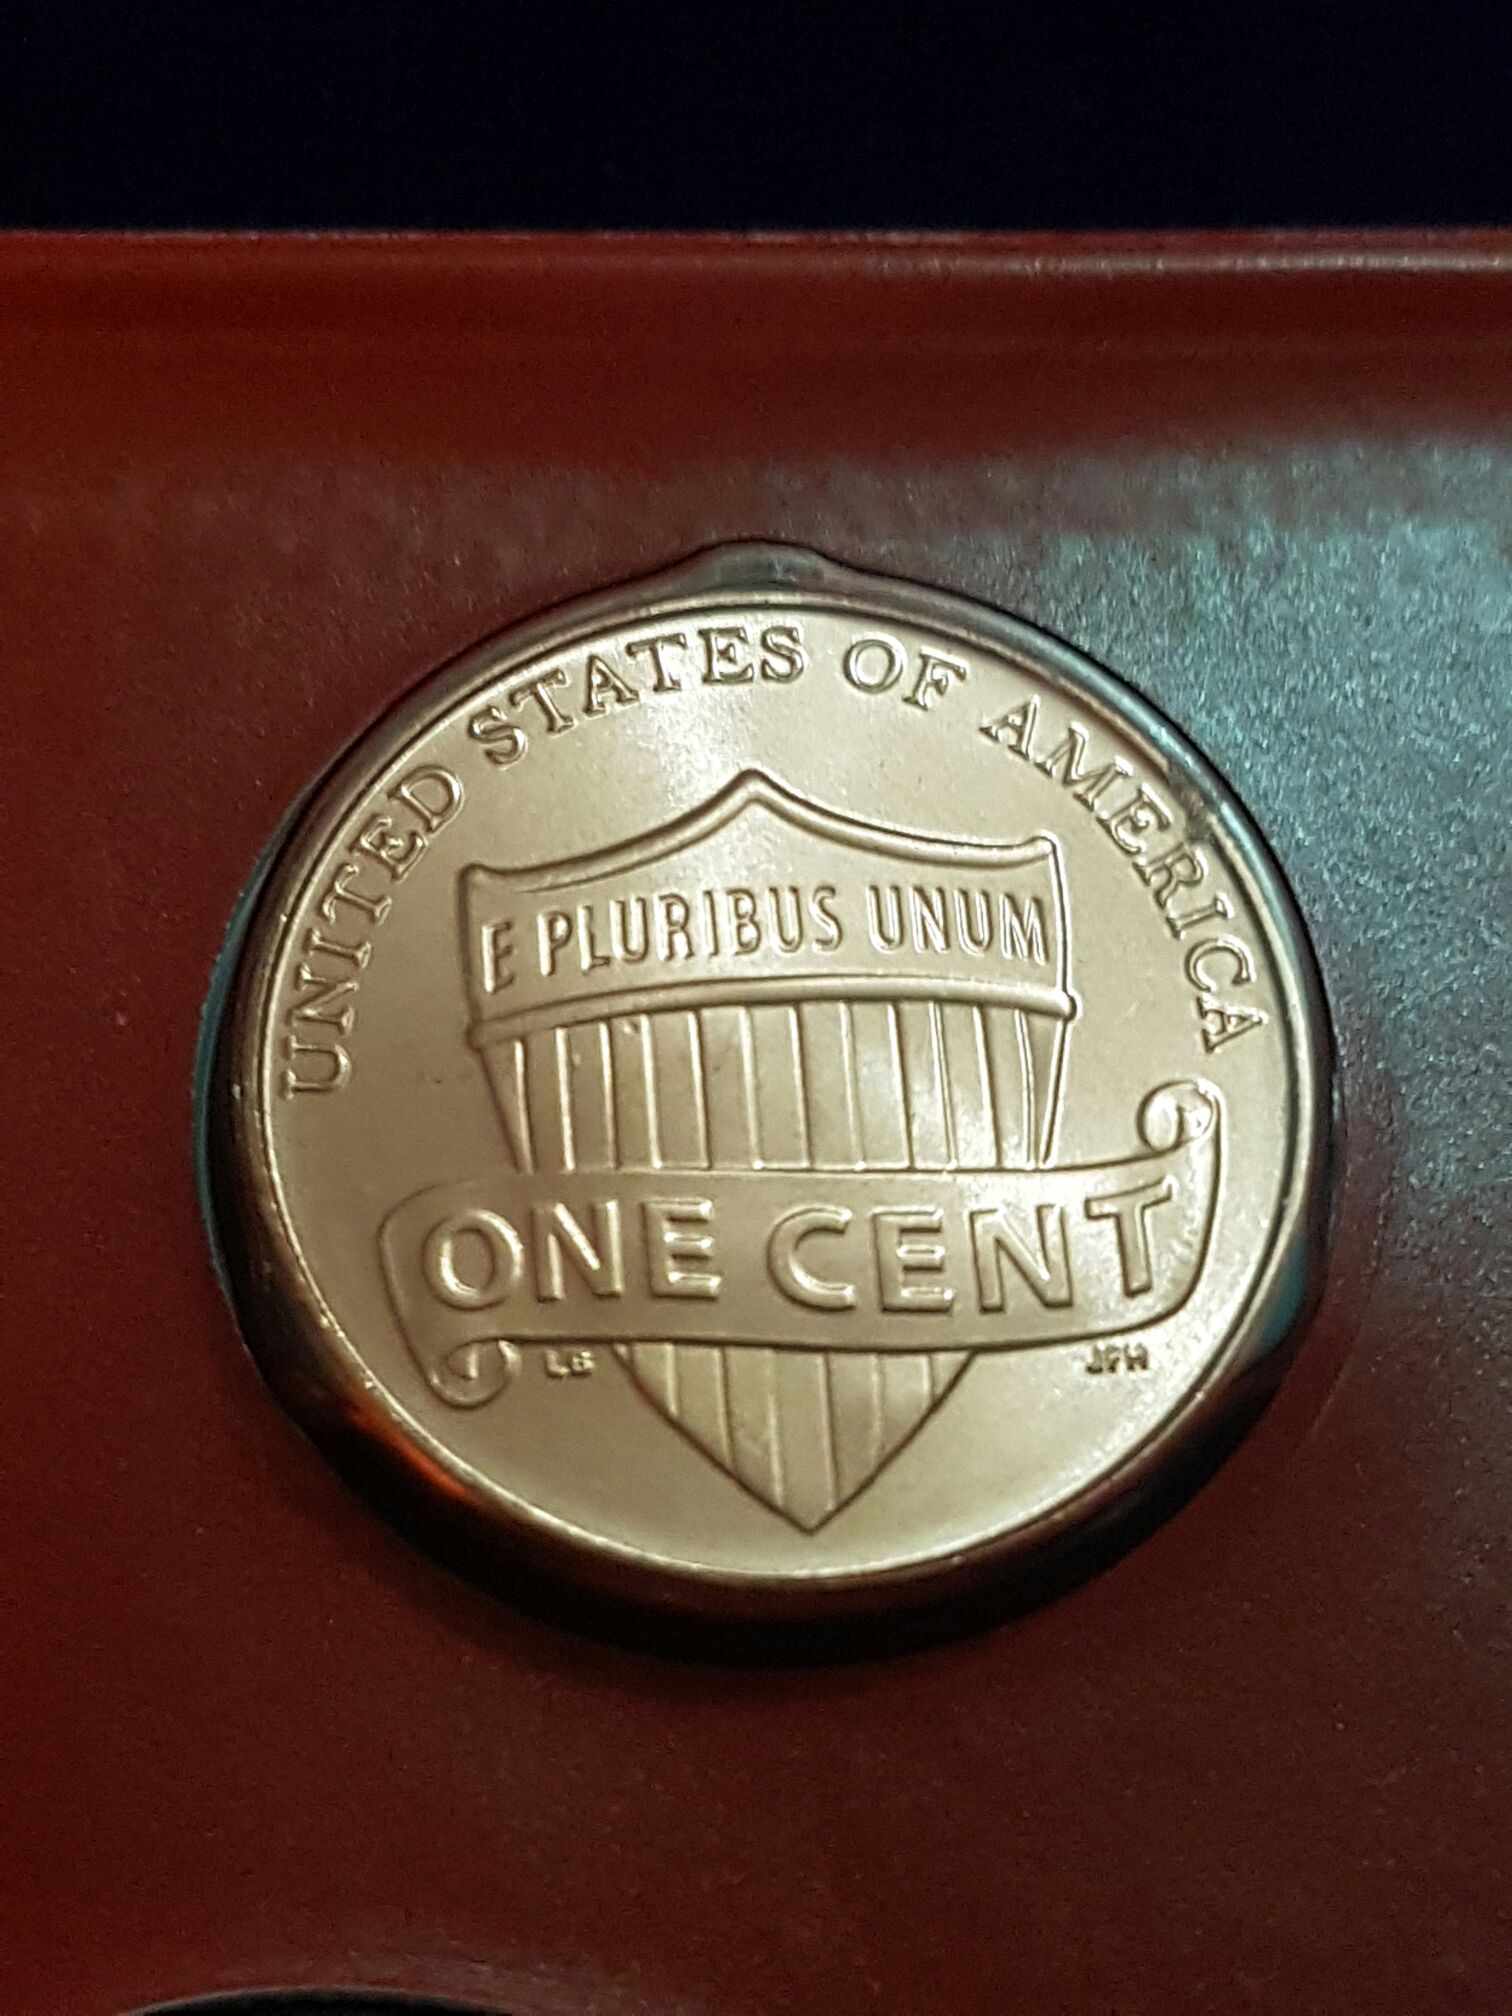 UNITED STATES OF AMERICA
E PLURIBUS UNUM
ONE CENT
LB JFM